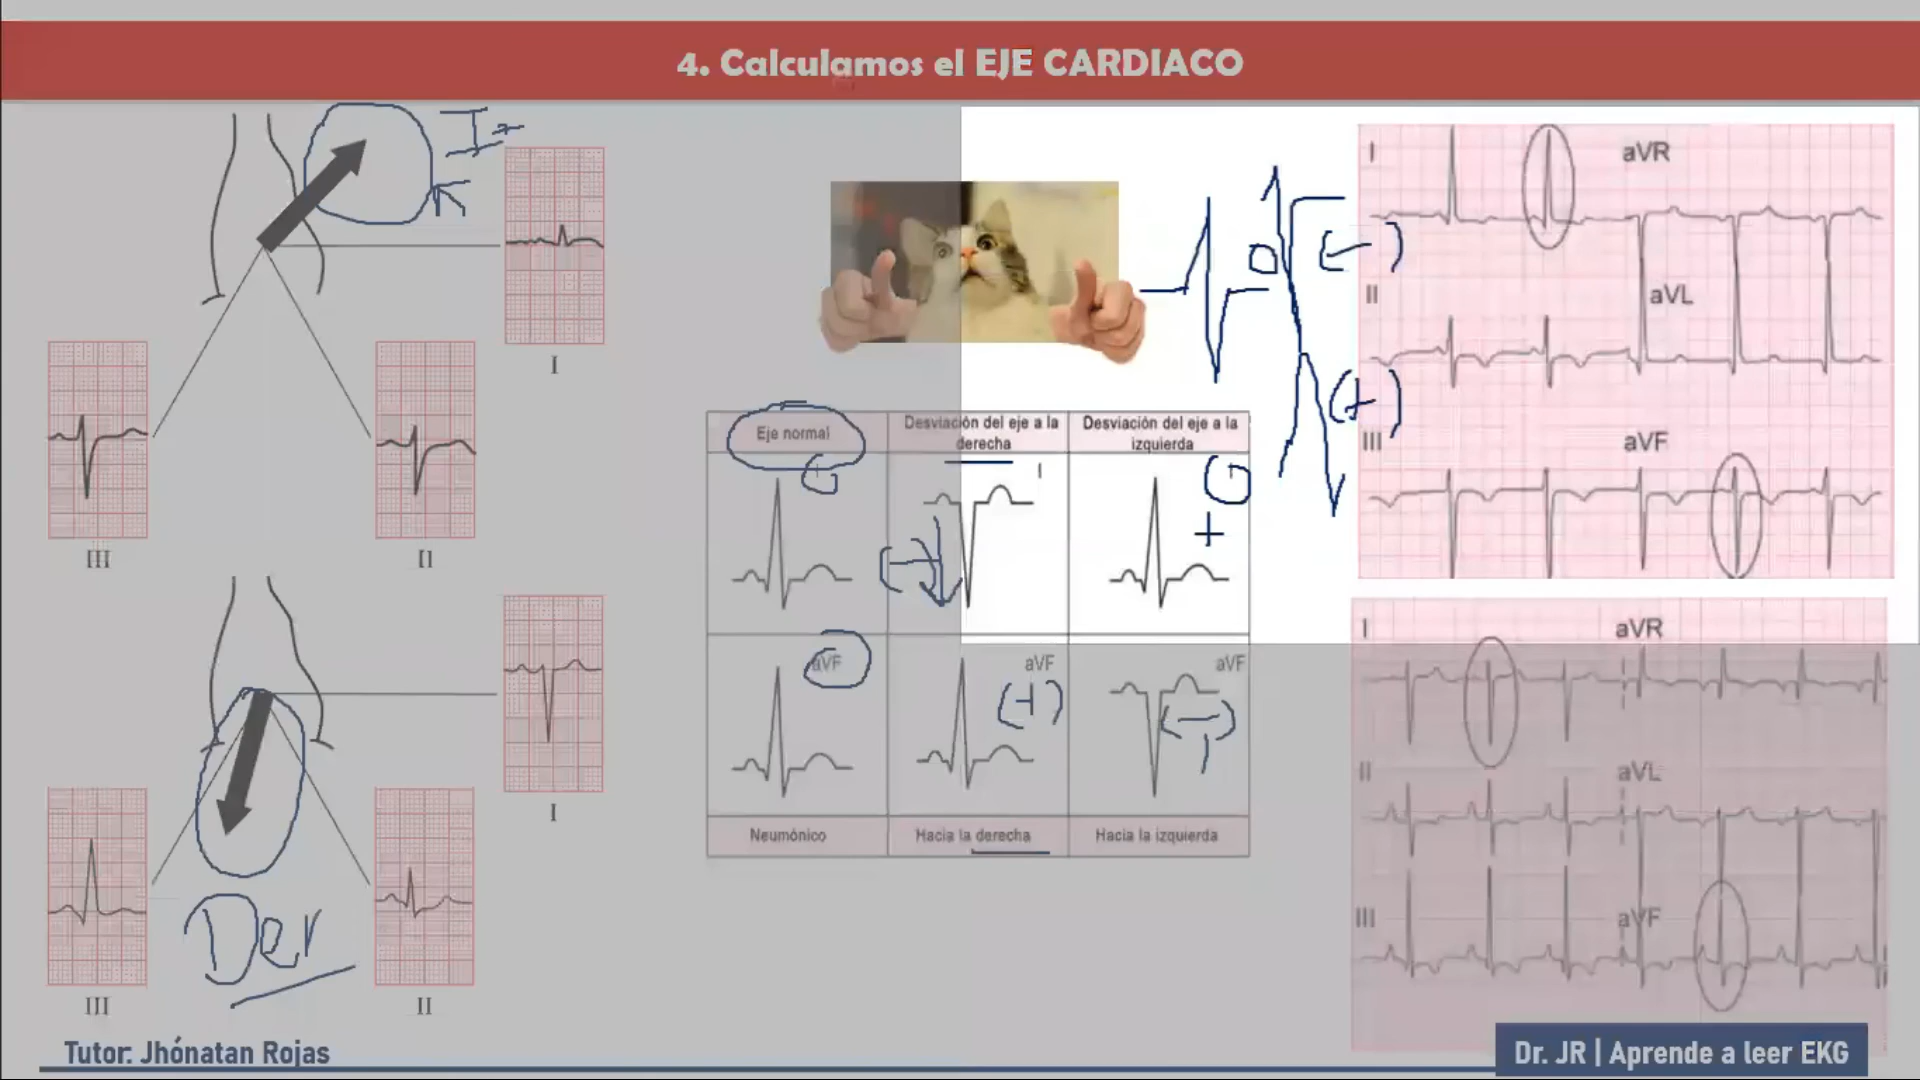 4. Calculamos el EJE CARDIACO
Iz
I
III
II
I
III
II
Der
Eje normal
Desviación del eje a la derecha
Desviación del eje a la izquierda
I
(-)
+
aVF
aVF
(+)
aVF
(-)
Neumónico
Hacia la derecha
Hacia la izquierda
(-)
(+)
I
aVR
II
aVL
III
aVF
I
aVR
II
aVL
III
aVF
Tutor: Jhónatan Rojas
Dr. JR | Aprende a leer EKG